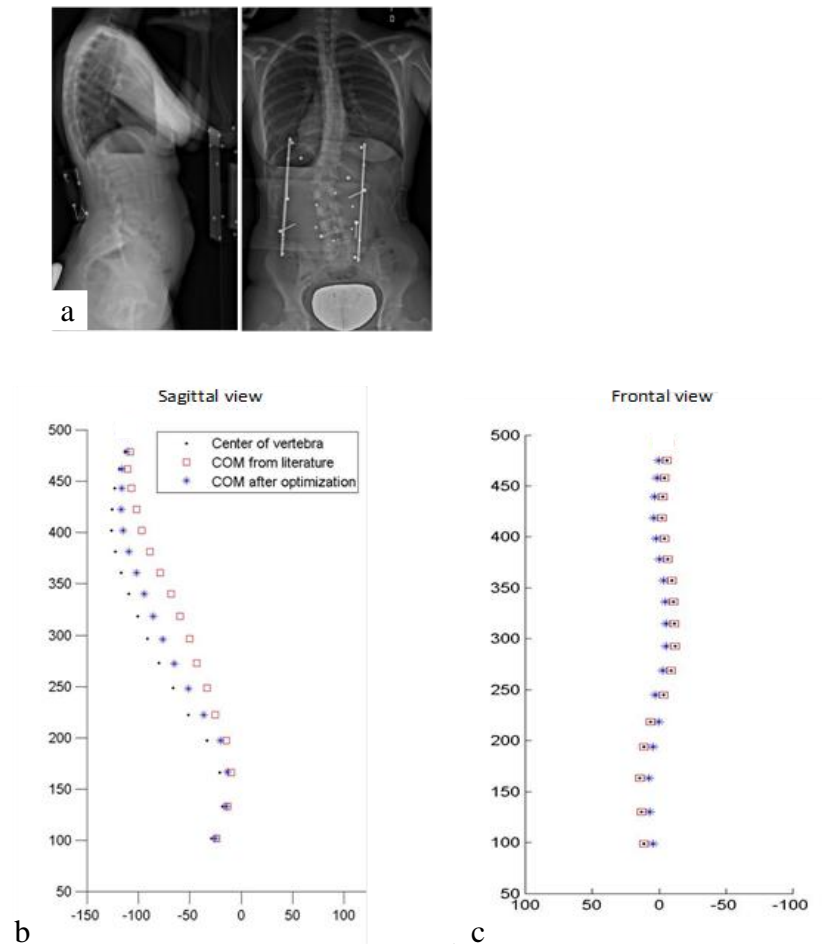 a
Sagittal view
500
450
400
350
300
250
200
150
100
50
-150 -100 -50 0 50 100
Center of vertebra
COM from literature
COM after optimization
b
Frontal view
500
450
400
350
300
250
200
150
100
50
100 50 0 -50 -100
c